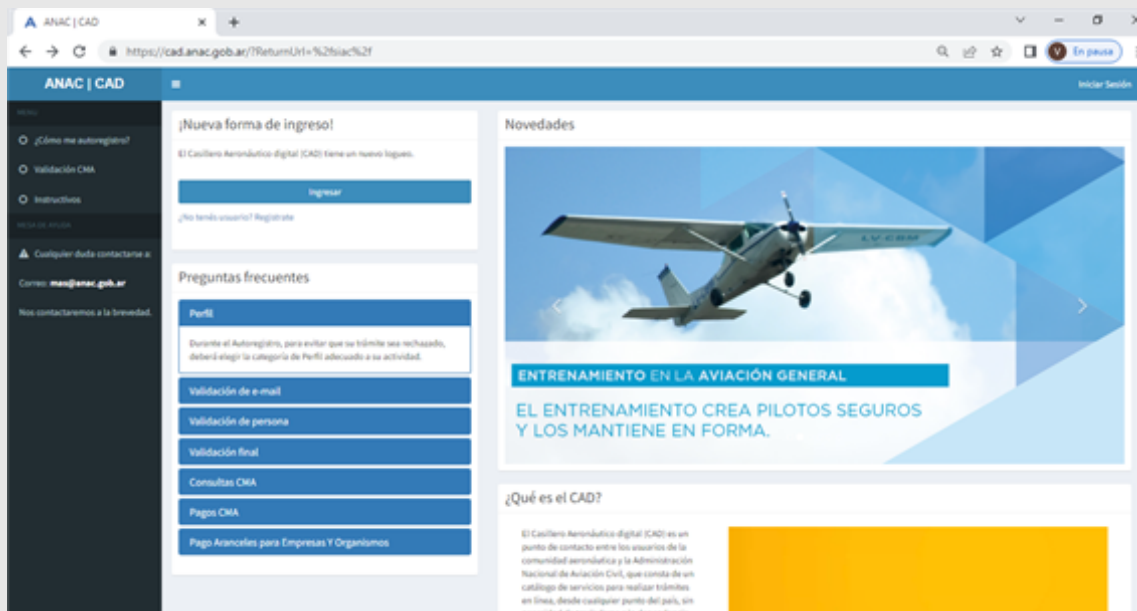 ANAC | CAD
https://cad.anac.gob.ar/?ReturnUrl=%2fsiac%2f
V
En pausa
ANAC | CAD
Iniciar Sesión
MENU
¿Cómo me autoregistro?
Validación CMA
Instructivos
MESA DE AYUDA
Cualquier duda contactarse a:
Correo: mau@anac.gob.ar
Nos contactaremos a la brevedad.
¡Nueva forma de ingreso!
El Casillero Aeronáutico digital (CAD) tiene un nuevo logueo.
Ingresar
¿No tenés usuario? Registrate
Preguntas frecuentes
Perfil
Durante el Autoregistro, para evitar que su trámite sea rechazado,
deberá elegir la categoría de Perfil adecuado a su actividad.
Validación de e-mail
Validación de persona
Validación final
Consultas CMA
Pagos CMA
Pago Aranceles para Empresas Y Organismos
Novedades
LV-CBM
ENTRENAMIENTO EN LA AVIACIÓN GENERAL
EL ENTRENAMIENTO CREA PILOTOS SEGUROS
Y LOS MANTIENE EN FORMA.
¿Qué es el CAD?
El Casillero Aeronáutico digital (CAD) es un
punto de contacto entre los usuarios de la
comunidad aeronáutica y la Administración
Nacional de Aviación Civil, que consta de un
catálogo de servicios para realizar trámites
en línea, desde cualquier punto del país, sin